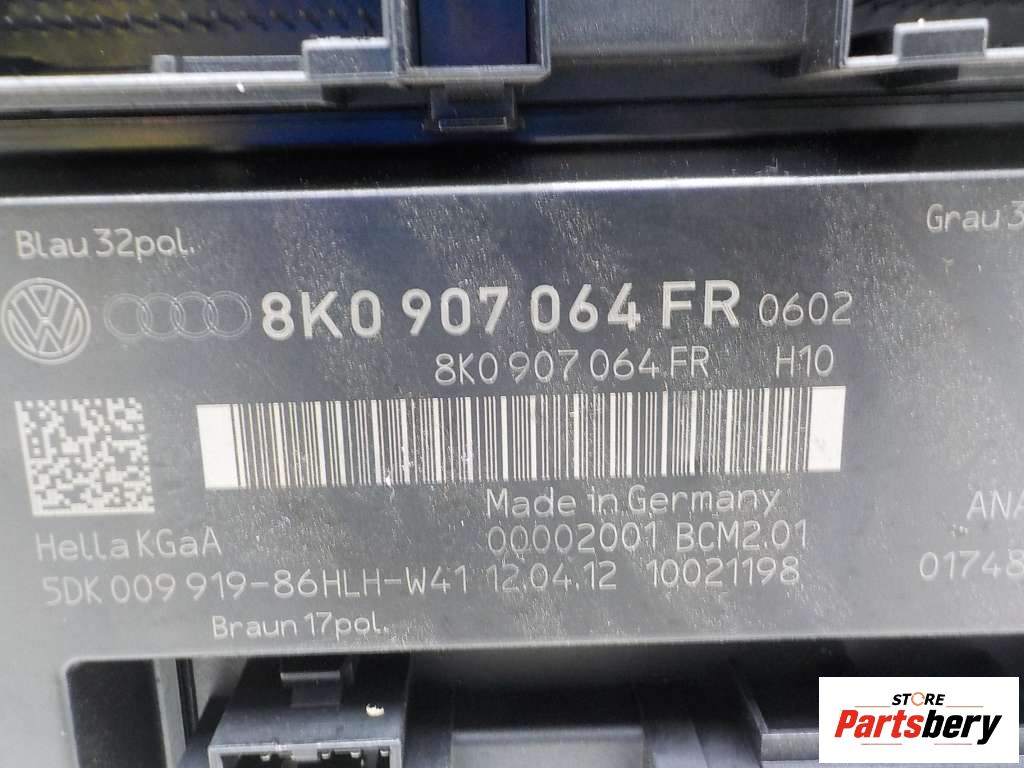 Blau 32pol.
Grau 3
8K0 907 064 FR 0602
8K0 907 064 FR H10
Made in Germany
ANA
Hella KGaA
00002001 BCM2.01
5DK 009 919-86HLH-W41 12.04.12 10021198
01748
Braun 17pol.
STORE
Partsbery